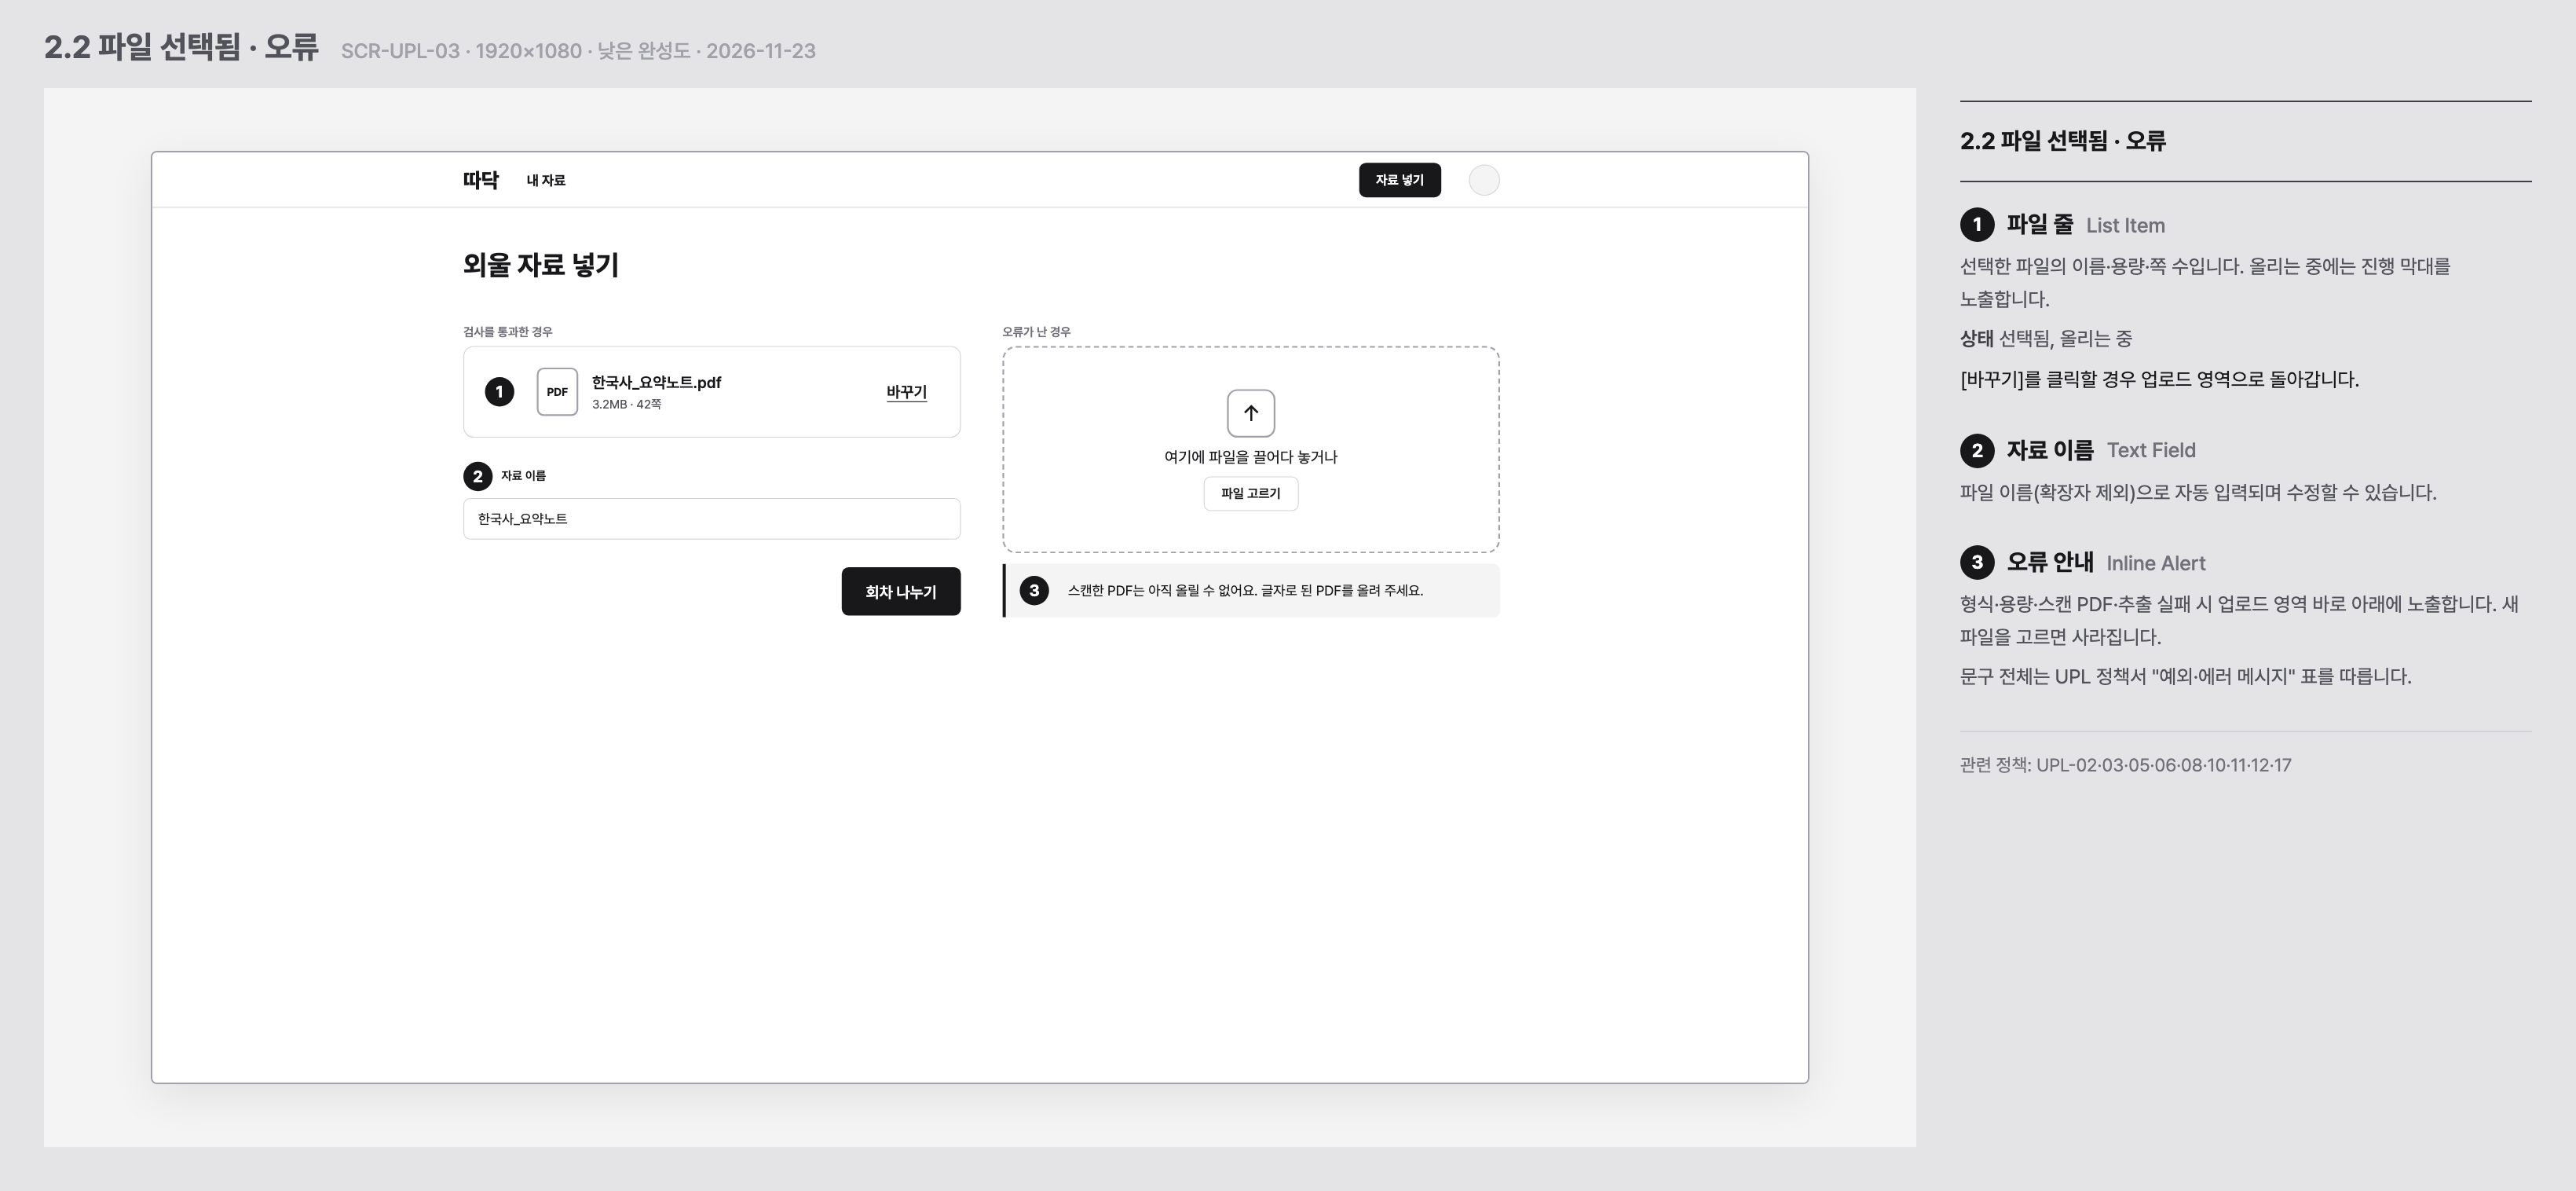 2.2 파일 선택됨 · 오류 SCR-UPL-03 · 1920×1080 · 낮은 완성도 · 2026-11-23
따닥 내 자료 자료 넣기
외울 자료 넣기
검사를 통과한 경우
1 PDF 한국사_요약노트.pdf 바꾸기
3.2MB · 42쪽
2 자료 이름
한국사_요약노트
회차 나누기
오류가 난 경우
여기에 파일을 끌어다 놓거나
파일 고르기
3 스캔한 PDF는 아직 올릴 수 없어요. 글자로 된 PDF를 올려 주세요.
2.2 파일 선택됨 · 오류
1 파일 줄 List Item
선택한 파일의 이름·용량·쪽 수입니다. 올리는 중에는 진행 막대를
노출합니다.
상태 선택됨, 올리는 중
[바꾸기]를 클릭할 경우 업로드 영역으로 돌아갑니다.
2 자료 이름 Text Field
파일 이름(확장자 제외)으로 자동 입력되며 수정할 수 있습니다.
3 오류 안내 Inline Alert
형식·용량·스캔 PDF·추출 실패 시 업로드 영역 바로 아래에 노출합니다. 새
파일을 고르면 사라집니다.
문구 전체는 UPL 정책서 "예외·에러 메시지" 표를 따릅니다.
관련 정책: UPL-02·03·05·06·08·10·11·12·17